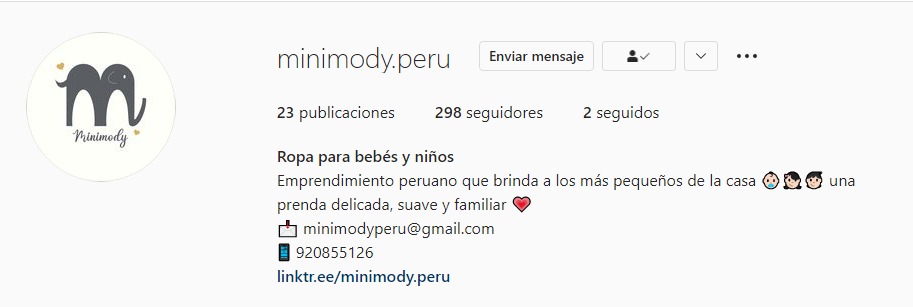 minimody.peru Enviar mensaje
Minimody
23 publicaciones 298 seguidores 2 seguidos
Ropa para bebés y niños
Emprendimiento peruano que brinda a los más pequeños de la casa 👶🏻👧🏻👦🏻 una
prenda delicada, suave y familiar 💗
📩 minimodyperu@gmail.com
📱 920855126
linktr.ee/minimody.peru